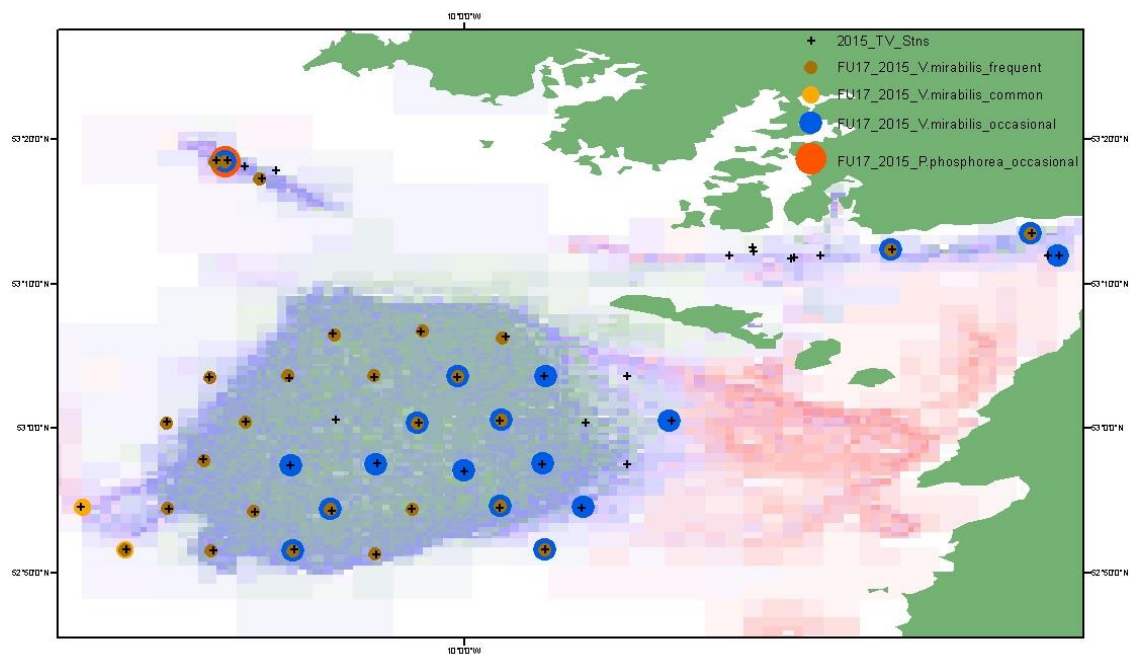 10°0'0"W
2015_TV_Stns
FU17_2015_V.mirabilis_frequent
FU17_2015_V.mirabilis_common
FU17_2015_V.mirabilis_occasional
FU17_2015_P.phosphorea_occasional
53°20'0"N
53°20'0"N
53°10'0"N
53°10'0"N
53°0'0"N
53°0'0"N
52°50'0"N
52°50'0"N
10°0'0"W